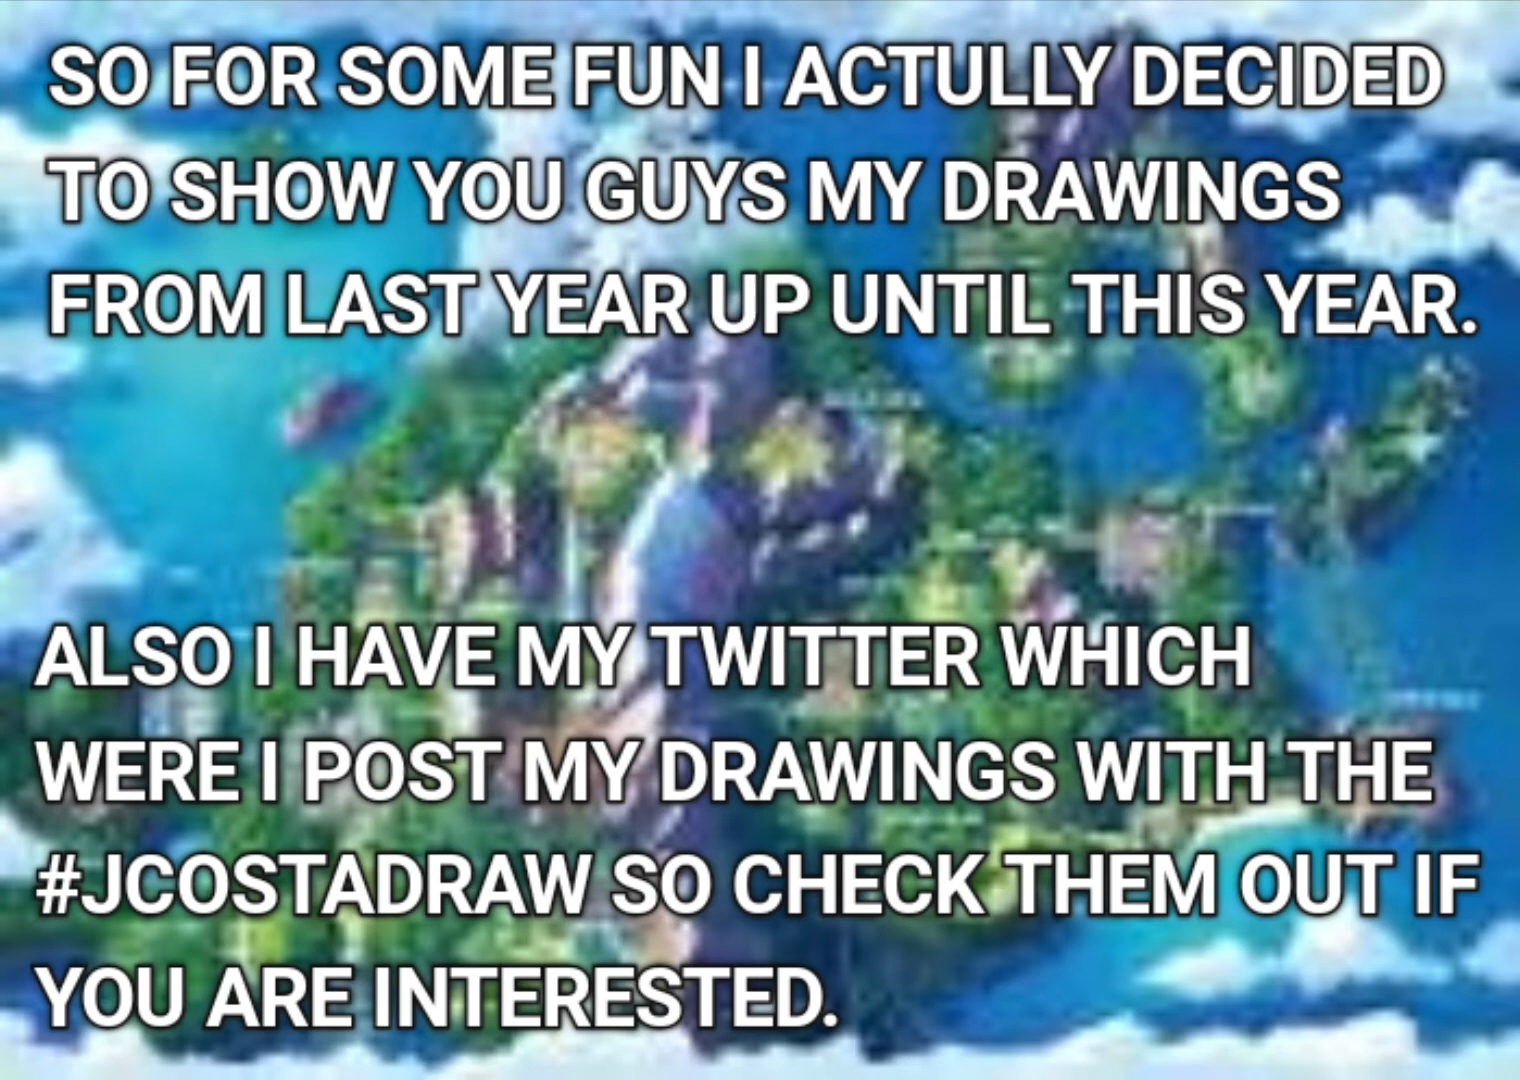 SO FOR SOME FUN I ACTULLY DECIDED
TO SHOW YOU GUYS MY DRAWINGS
FROM LAST YEAR UP UNTIL THIS YEAR.
ALSO I HAVE MY TWITTER WHICH
WERE I POST MY DRAWINGS WITH THE
#JCOSTADRAW SO CHECK THEM OUT IF
YOU ARE INTERESTED.